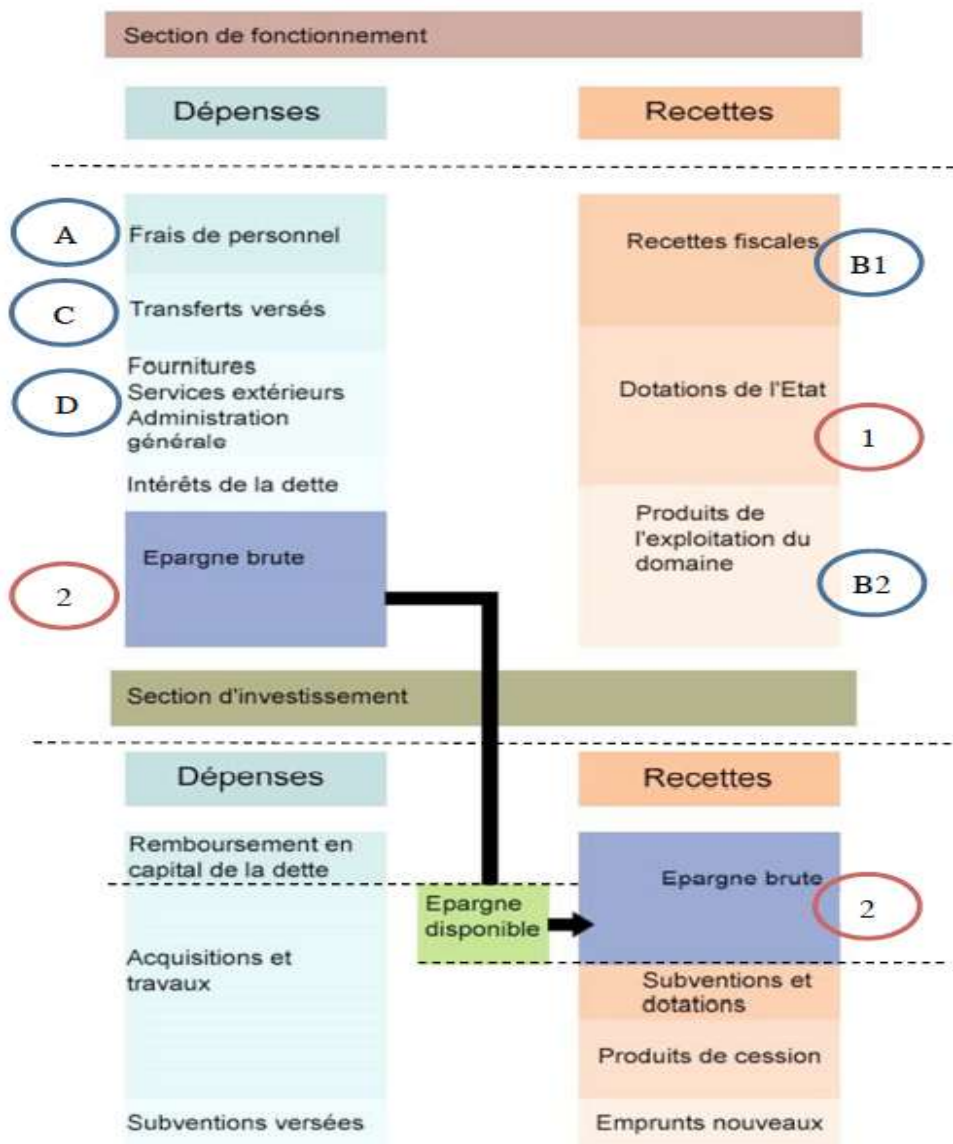 Section de fonctionnement
Dépenses
Recettes
A
Frais de personnel
Recettes fiscales
B1
C
Transferts versés
D
Fournitures
Services extérieurs
Administration
générale
Dotations de l'Etat
1
Intérêts de la dette
Produits de
l'exploitation du
domaine
B2
2
Epargne brute
Section d'investissement
Dépenses
Recettes
Remboursement en
capital de la dette
Epargne brute
2
Epargne
disponible
Acquisitions et
travaux
Subventions et
dotations
Produits de cession
Subventions versées
Emprunts nouveaux